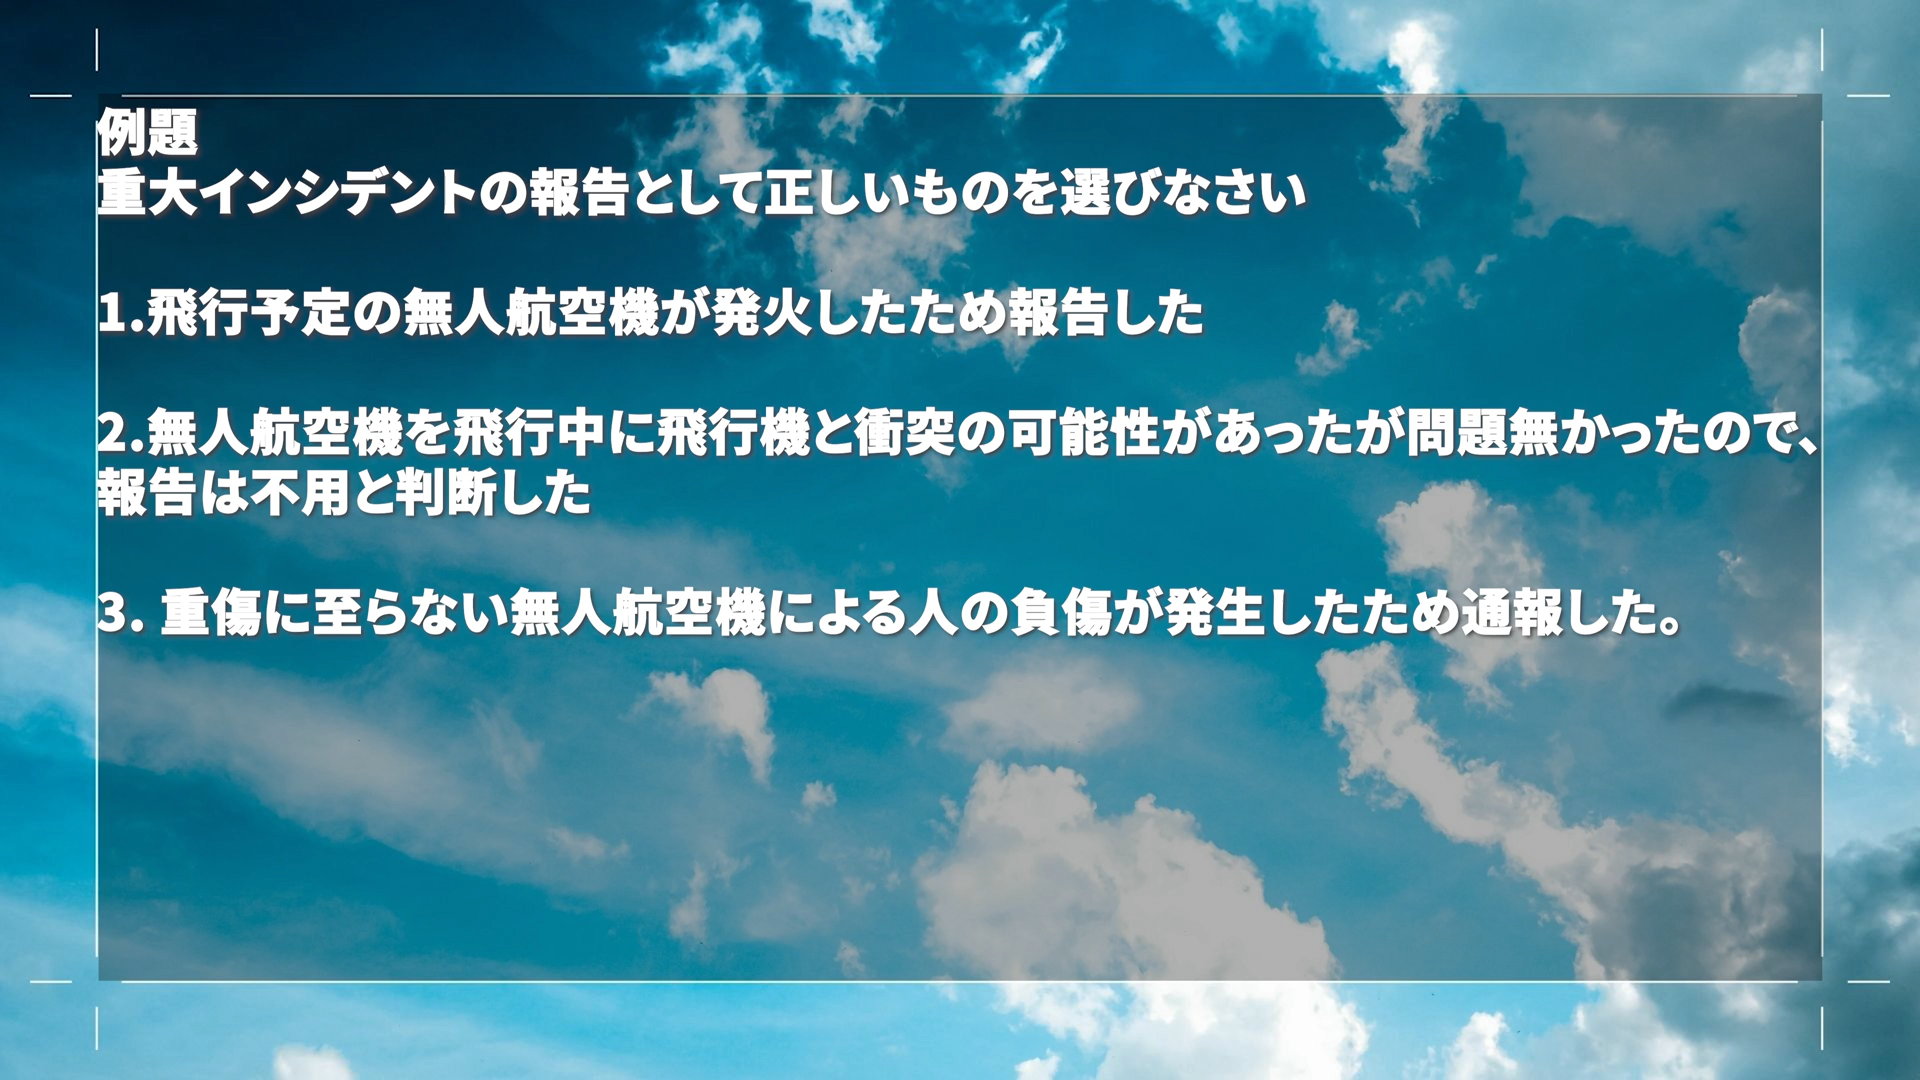 例題
重大インシデントの報告として正しいものを選びなさい
1.飛行予定の無人航空機が発火したため報告した
2.無人航空機を飛行中に飛行機と衝突の可能性があったが問題無かったので、
報告は不用と判断した
3. 重傷に至らない無人航空機による人の負傷が発生したため通報した。